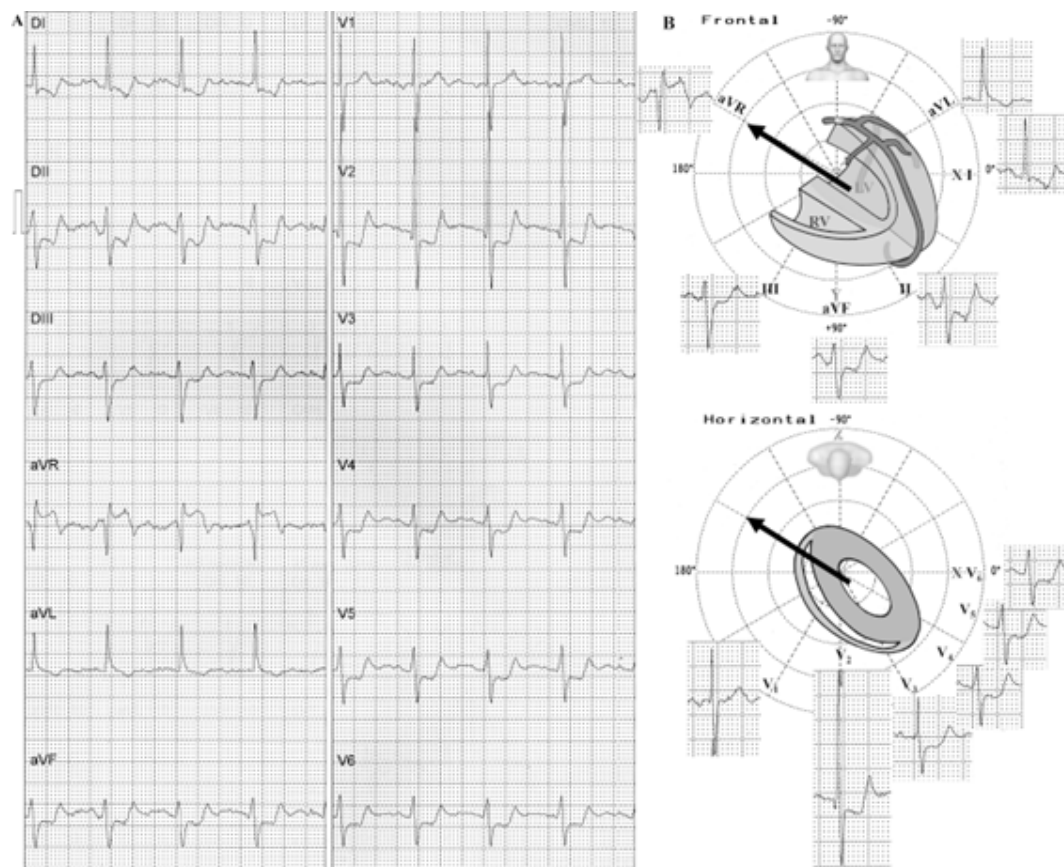 A
DI
V1
DII
V2
DIII
V3
aVR
V4
aVL
V5
aVF
V6
B
Frontal
-90°
aVR
aVL
180°
LV
X I
0°
RV
III
Y
II
aVF
+90°
Horizontal
-90°
Z
180°
X V6
0°
V5
V4
V1
V2
V3